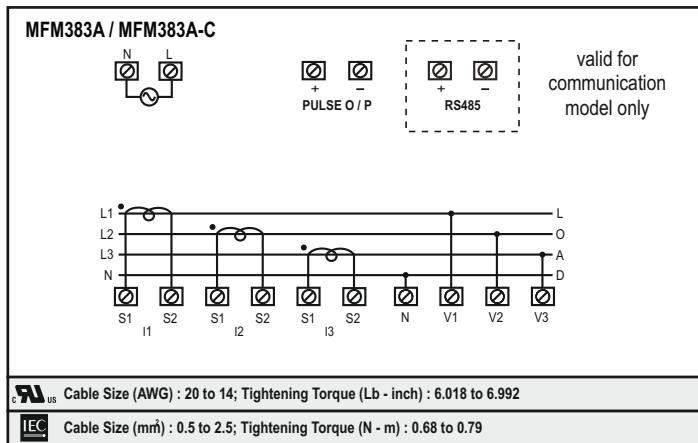 MFM383A / MFM383A-C
N L
+ – + –
PULSE O / P RS485
valid for
communication
model only
L1 L
L2 O
L3 A
N D
S1 S2 S1 S2 S1 S2 N V1 V2 V3
I1 I2 I3
c RU US Cable Size (AWG) : 20 to 14; Tightening Torque (Lb - inch) : 6.018 to 6.992
IEC Cable Size (mm²) : 0.5 to 2.5; Tightening Torque (N - m) : 0.68 to 0.79